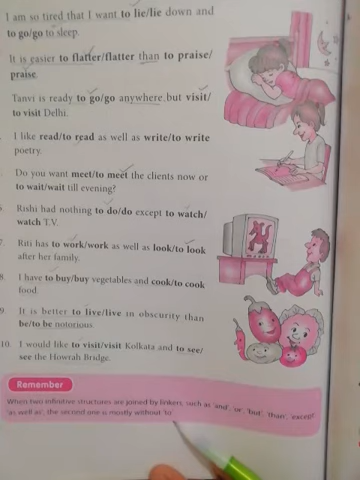 I am so tired that I want to lie/lie down and
to go/go to sleep.
It is easier to flatter/flatter than to praise/
praise.
Tanvi is ready to go/go anywhere but visit/
to visit Delhi.
I like read/to read as well as write/to write
poetry.
Do you want meet/to meet the clients now or
to wait/wait till evening?
Rishi had nothing to do/do except to watch/
watch T.V.
7. Riti has to work/work as well as look/to look
after her family.
8. I have to buy/buy vegetables and cook/to cook
food.
9. It is better to live/live in obscurity than
be/to be notorious.
10. I would like to visit/visit Kolkata and to see/
see the Howrah Bridge.
Remember
When two infinitive structures are joined by linkers, such as 'and', 'or', 'but', 'than', 'except',
'as well as', the second one is mostly without 'to'.